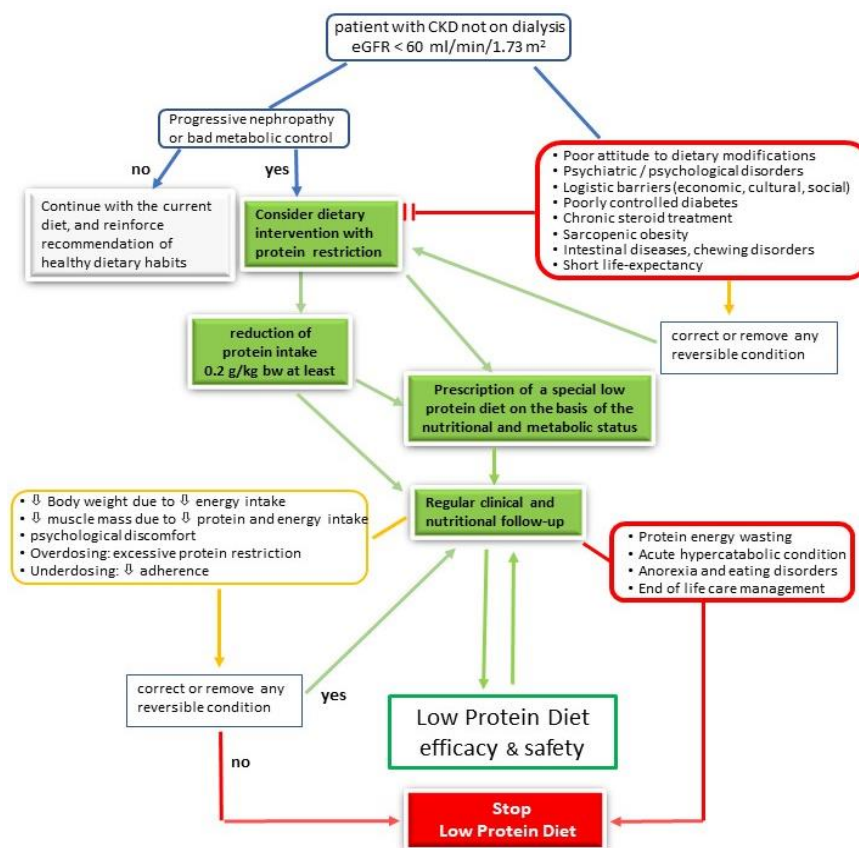 patient with CKD not on dialysis
eGFR < 60 ml/min/1.73 m²
Progressive nephropathy
or bad metabolic control
no
yes
Continue with the current
diet, and reinforce
recommendation of
healthy dietary habits
Consider dietary
intervention with
protein restriction
• Poor attitude to dietary modifications
• Psychiatric / psychological disorders
• Logistic barriers (economic, cultural, social)
• Poorly controlled diabetes
• Chronic steroid treatment
• Sarcopenic obesity
• Intestinal diseases, chewing disorders
• Short life-expectancy
correct or remove any
reversible condition
reduction of
protein intake
0.2 g/kg bw at least
Prescription of a special low
protein diet on the basis of the
nutritional and metabolic status
Regular clinical and
nutritional follow-up
• ⇩ Body weight due to ⇩ energy intake
• ⇩ muscle mass due to ⇩ protein and energy intake
• psychological discomfort
• Overdosing: excessive protein restriction
• Underdosing: ⇩ adherence
• Protein energy wasting
• Acute hypercatabolic condition
• Anorexia and eating disorders
• End of life care management
correct or remove any
reversible condition
yes
no
Low Protein Diet
efficacy & safety
Stop
Low Protein Diet